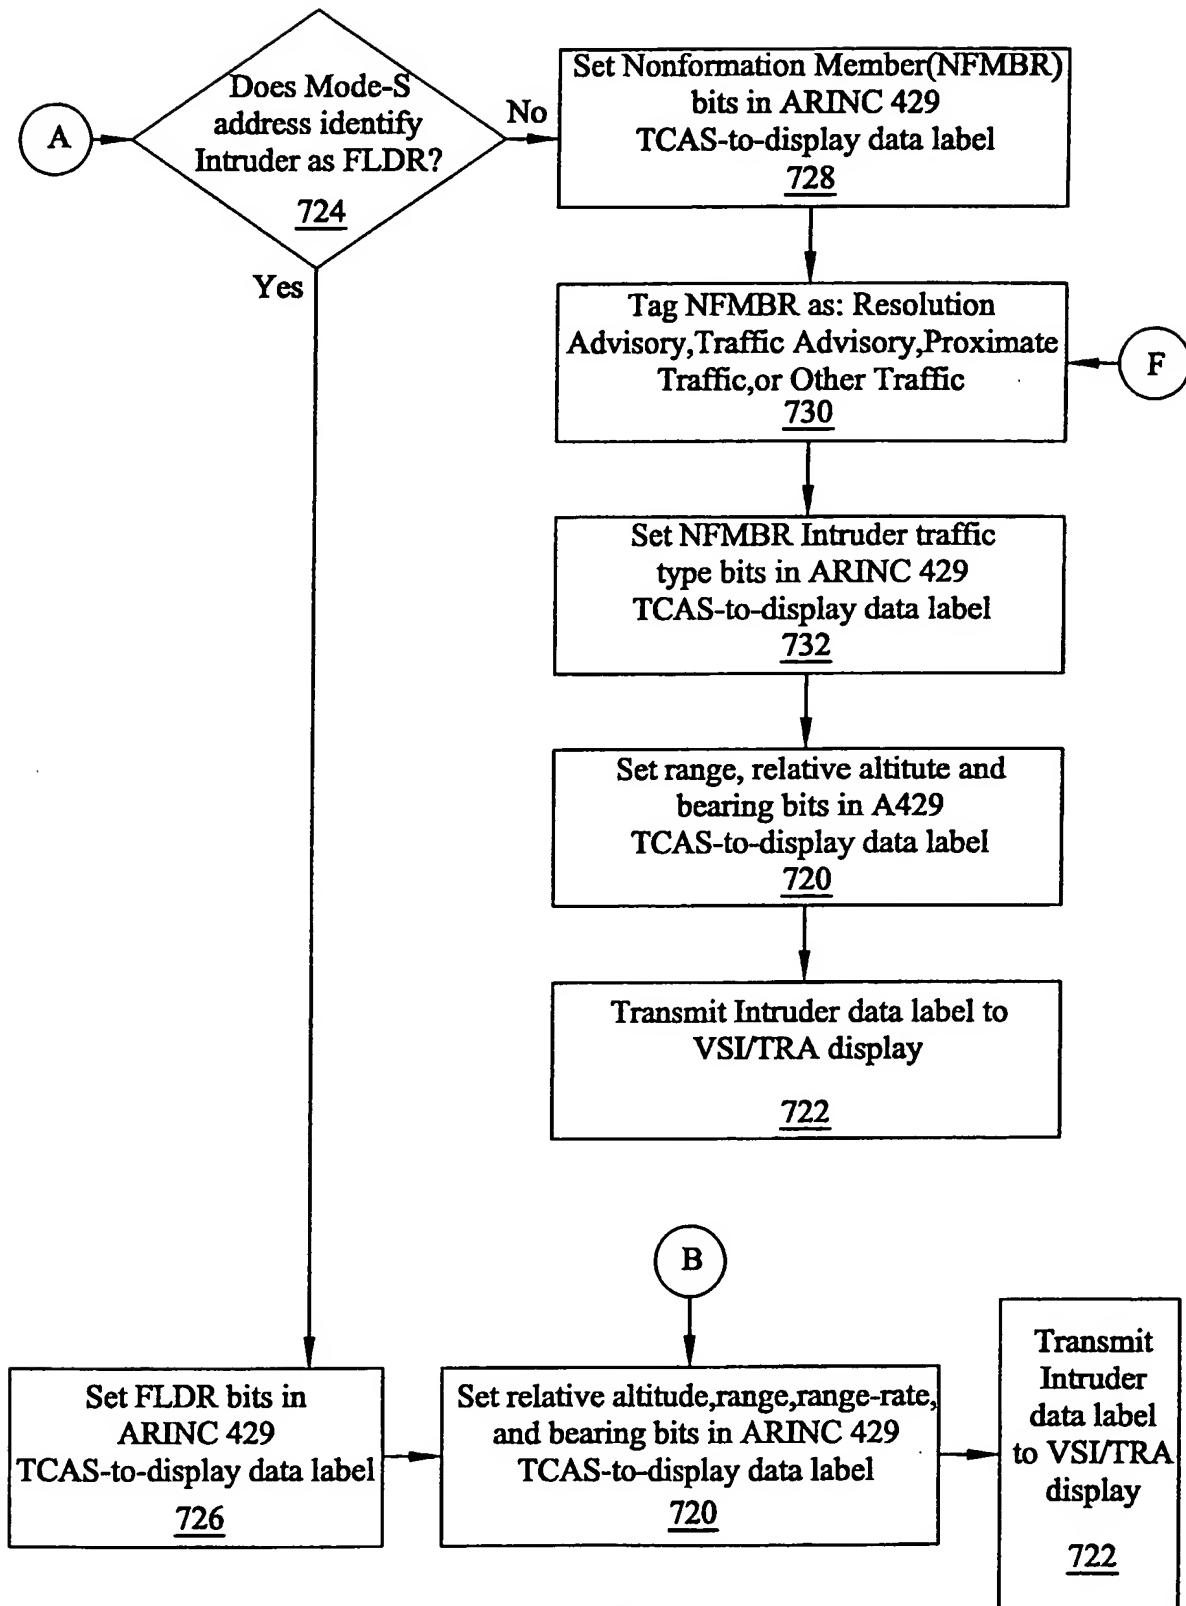 A
Does Mode-S
address identify
Intruder as FLDR?
724
No
Yes
Set Nonformation Member(NFMBR)
bits in ARINC 429
TCAS-to-display data label
728
Tag NFMBR as: Resolution
Advisory,Traffic Advisory,Proximate
Traffic,or Other Traffic
730
F
Set NFMBR Intruder traffic
type bits in ARINC 429
TCAS-to-display data label
732
Set range, relative altitute and
bearing bits in A429
TCAS-to-display data label
720
Transmit Intruder data label to
VSI/TRA display
722
B
Set FLDR bits in
ARINC 429
TCAS-to-display data label
726
Set relative altitude,range,range-rate,
and bearing bits in ARINC 429
TCAS-to-display data label
720
Transmit
Intruder
data label
to VSI/TRA
display
722